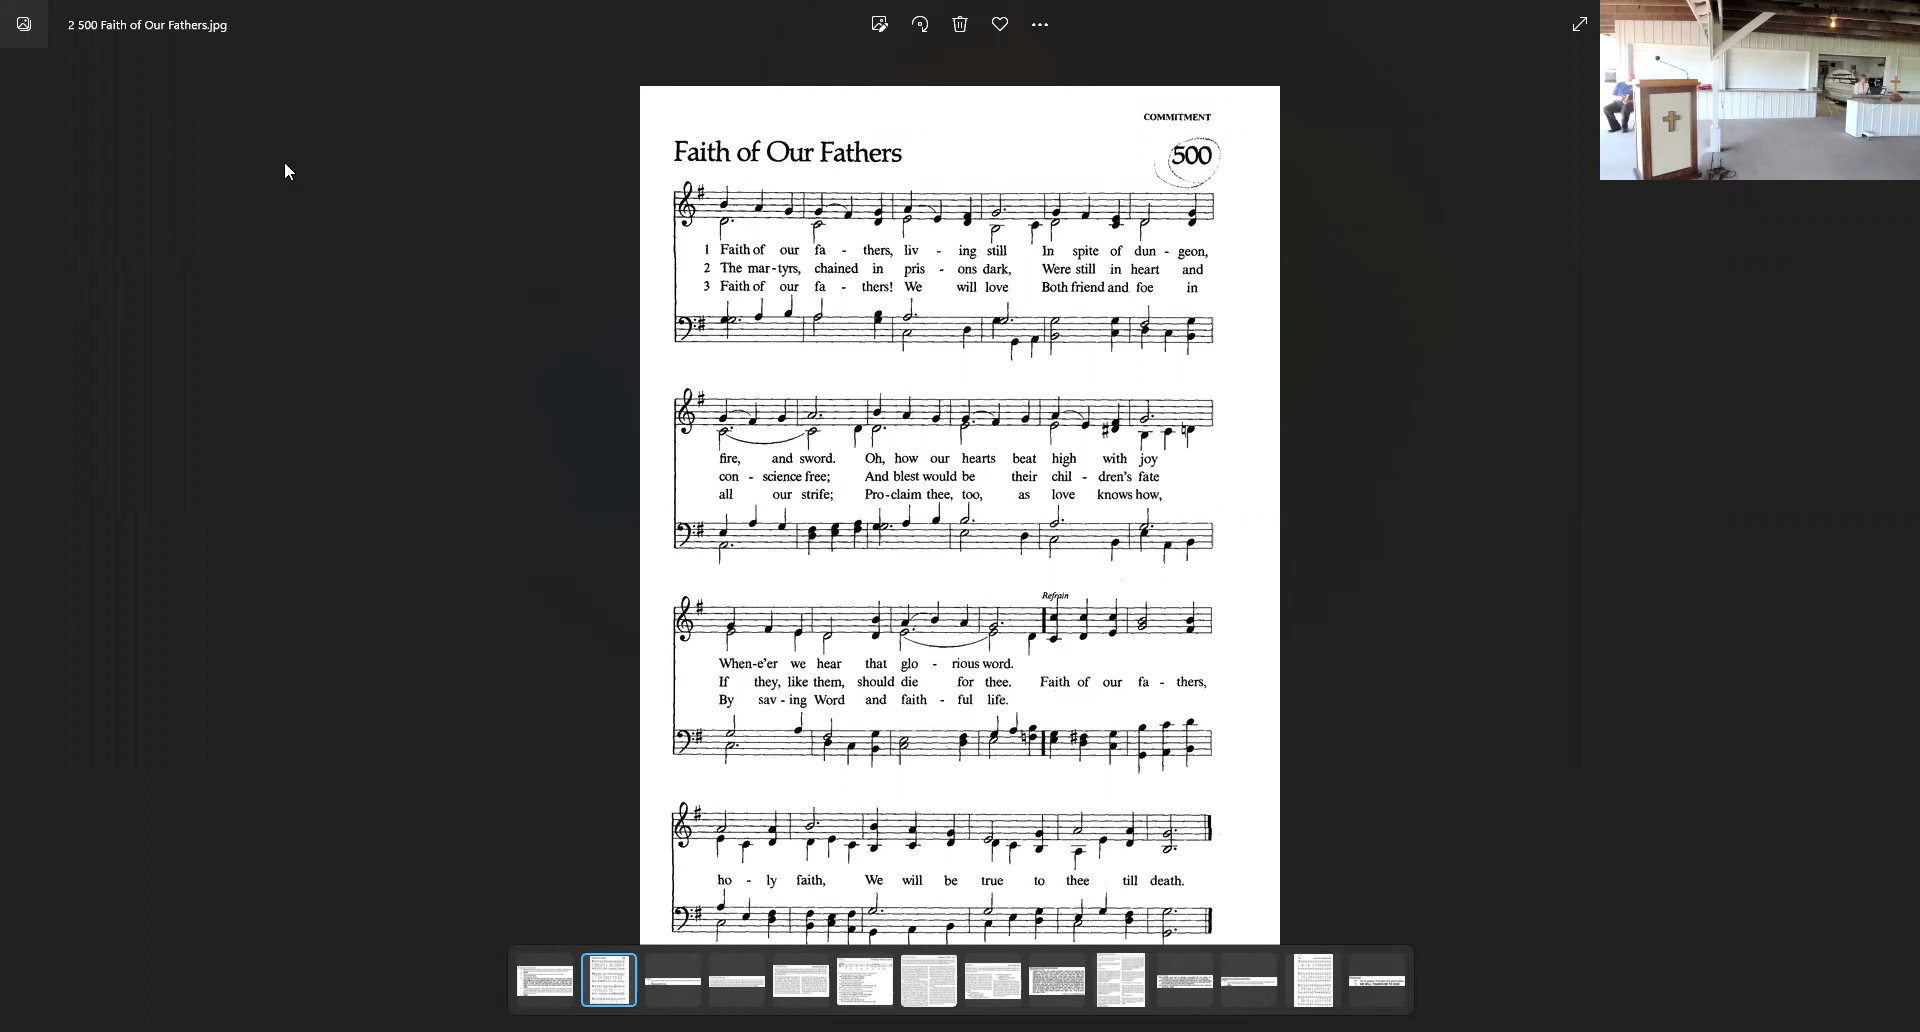 2 500 Faith of Our Fathers.jpg
COMMITMENT
Faith of Our Fathers
500
1 Faith of our fa - thers, liv - ing still In spite of dun - geon,
2 The mar - tyrs, chained in pris - ons dark, Were still in heart and
3 Faith of our fa - thers! We will love Both friend and foe in
fire, and sword. Oh, how our hearts beat high with joy
con - science free; And blest would be their chil - dren's fate
all our strife; Pro - claim thee, too, as love knows how,
Refrain
When - e'er we hear that glo - rious word.
If they, like them, should die for thee. Faith of our fa - thers,
By sav - ing Word and faith - ful life.
ho - ly faith, We will be true to thee till death.